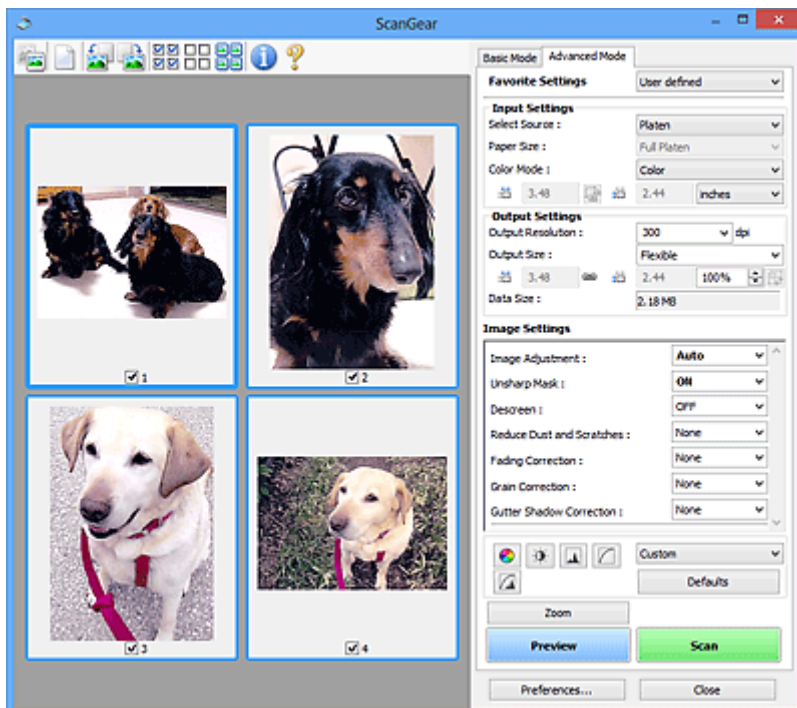 ScanGear
Basic Mode Advanced Mode
Favorite Settings User defined
Input Settings
Select Source : Platen
Paper Size : Full Platen
Color Mode : Color
3.48 2.44 inches
Output Settings
Output Resolution : 300 dpi
Output Size : Flexible
3.48 2.44 100%
Data Size : 2.18 MB
Image Settings
Image Adjustment : Auto
Unsharp Mask : ON
Descreen : OFF
Reduce Dust and Scratches : None
Fading Correction : None
Grain Correction : None
Gutter Shadow Correction : None
Custom
Defaults
Zoom
Preview Scan
Preferences... Close
1
2
3
4